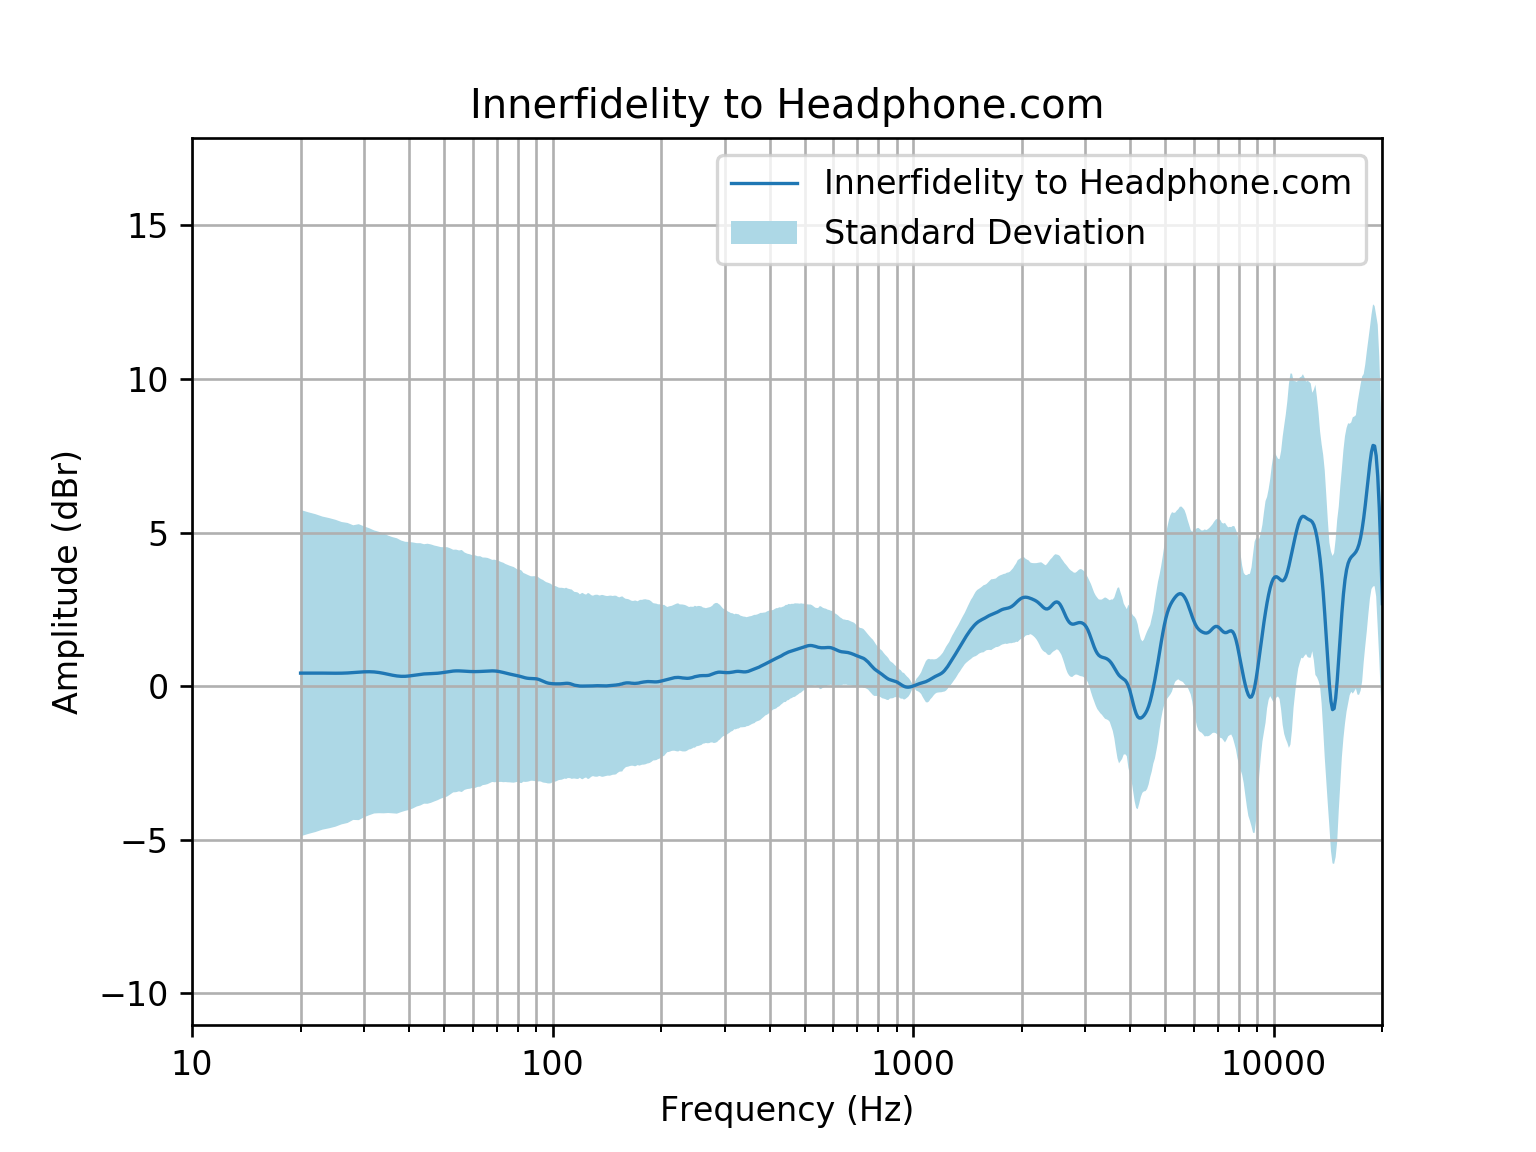 Innerfidelity to Headphone.com
Innerfidelity to Headphone.com
Standard Deviation
15
10
5
0
−5
−10
Amplitude (dBr)
10 100 1000 10000
Frequency (Hz)